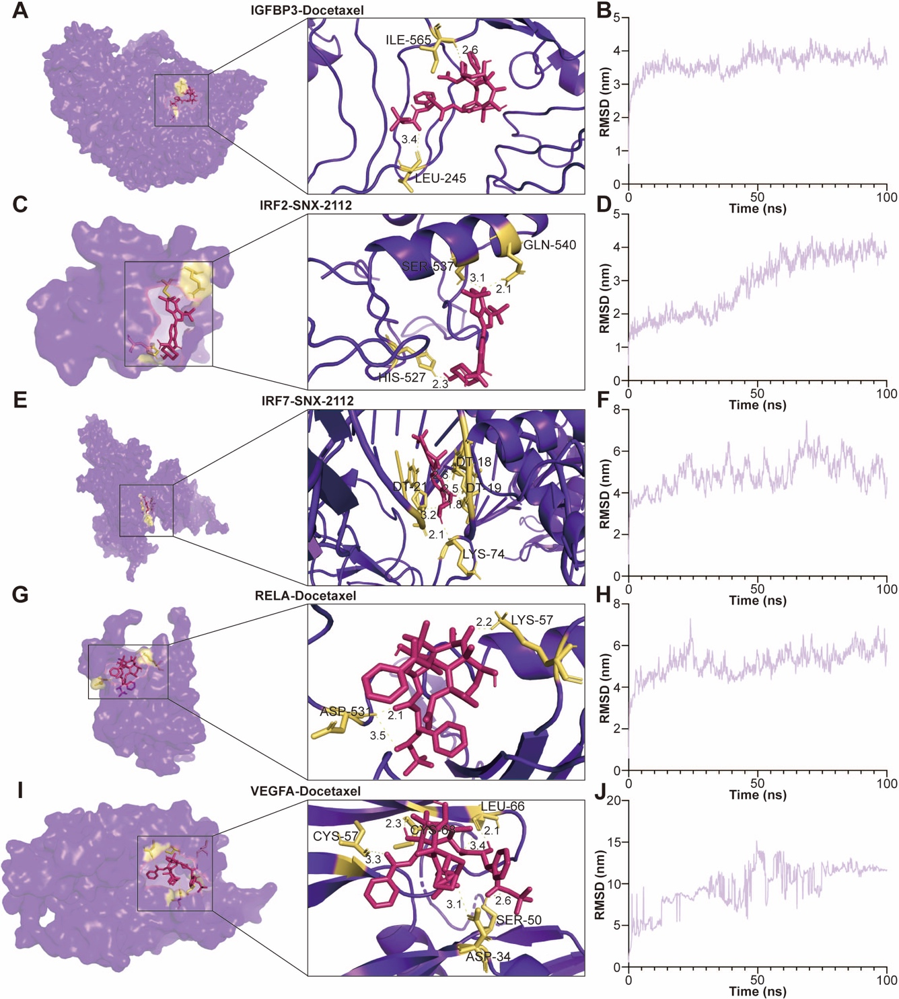 A
IGFBP3-Docetaxel
ILE-565
2.6
3.4
LEU-245
B
RMSD (nm)
5
4
3
2
1
0
0 50 100
Time (ns)
C
IRF2-SNX-2112
GLN-540
SER-537
3.1
2.1
HIS-527
2.3
D
RMSD (nm)
5
4
3
2
1
0
0 50 100
Time (ns)
E
IRF7-SNX-2112
DT-18
DT-21
2.5
DT-19
1.8
3.2
2.1
LYS-74
F
RMSD (nm)
8
6
4
2
0
0 50 100
Time (ns)
G
RELA-Docetaxel
2.2
LYS-57
ASP-531
2.1
3.5
H
RMSD (nm)
8
6
4
2
0
0 50 100
Time (ns)
I
VEGFA-Docetaxel
LEU-66
2.3
CYS-68
2.1
CYS-57
3.4
3.3
3.1
2.6
SER-50
ASP-34
J
RMSD (nm)
20
15
10
5
0
0 50 100
Time (ns)